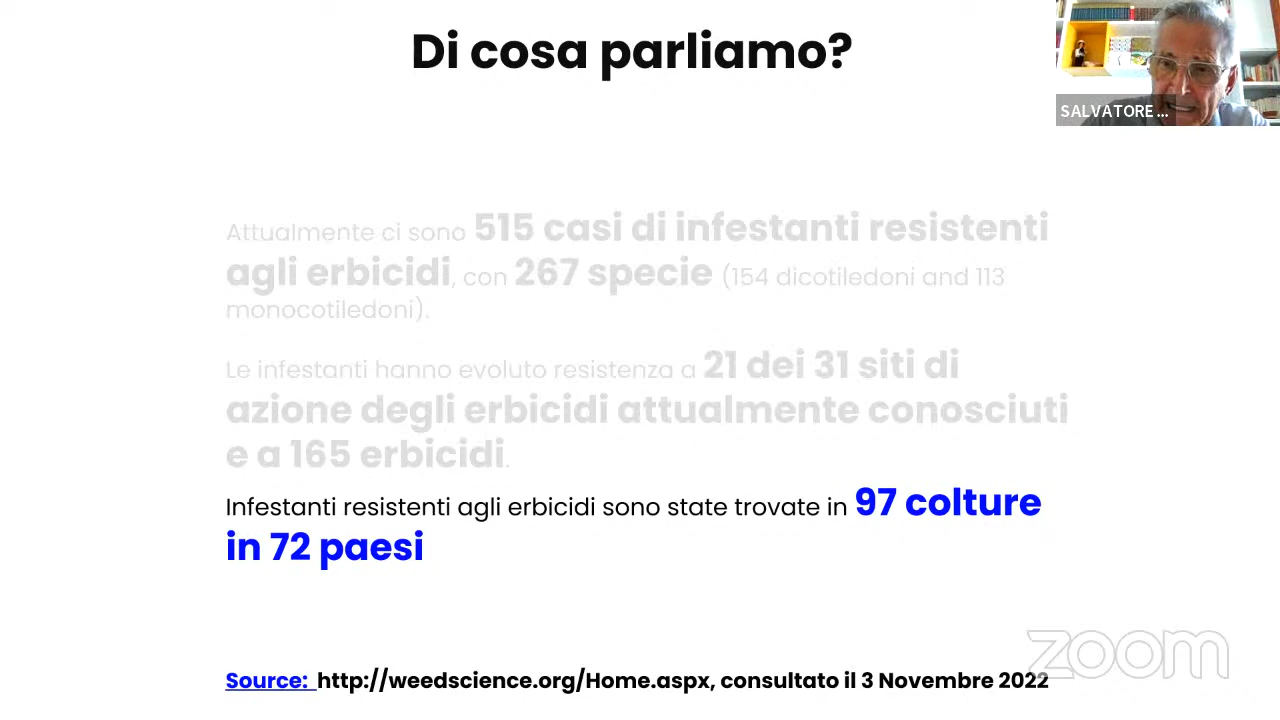 Di cosa parliamo?
SALVATORE ...
Attualmente ci sono 515 casi di infestanti resistenti
agli erbicidi, con 267 specie (154 dicotiledoni and 113
monocotiledoni).
Le infestanti hanno evoluto resistenza a 21 dei 31 siti di
azione degli erbicidi attualmente conosciuti
e a 165 erbicidi.
Infestanti resistenti agli erbicidi sono state trovate in 97 colture
in 72 paesi
zoom
Source: http://weedscience.org/Home.aspx, consultato il 3 Novembre 2022